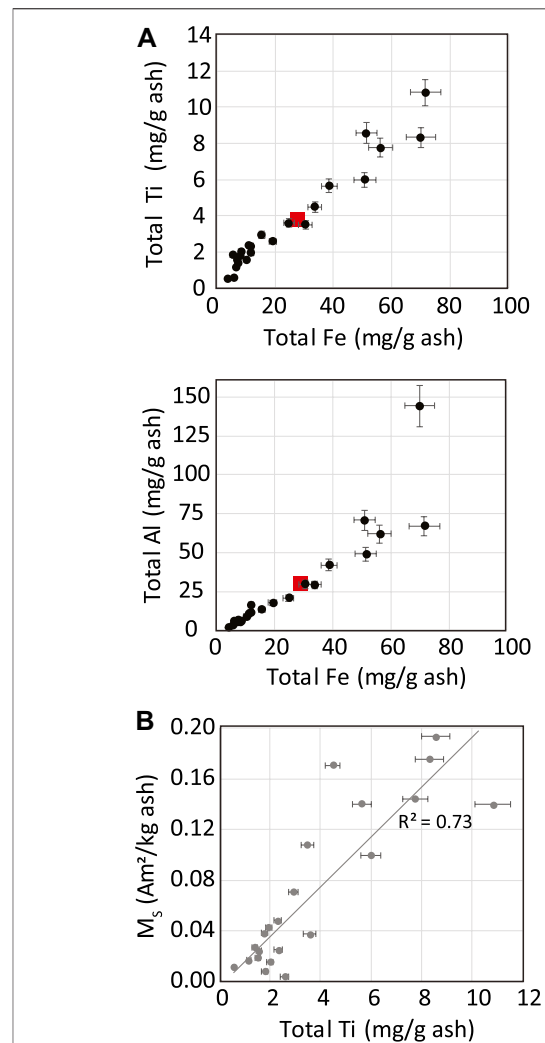 A
14
12
10
8
6
4
2
0
Total Ti (mg/g ash)
0 20 40 60 80 100
Total Fe (mg/g ash)
150
125
100
75
50
25
0
Total Al (mg/g ash)
0 20 40 60 80 100
Total Fe (mg/g ash)
B
0.20
0.16
0.12
0.08
0.04
0.00
Ms (Am²/kg ash)
R² = 0.73
0 2 4 6 8 10 12
Total Ti (mg/g ash)